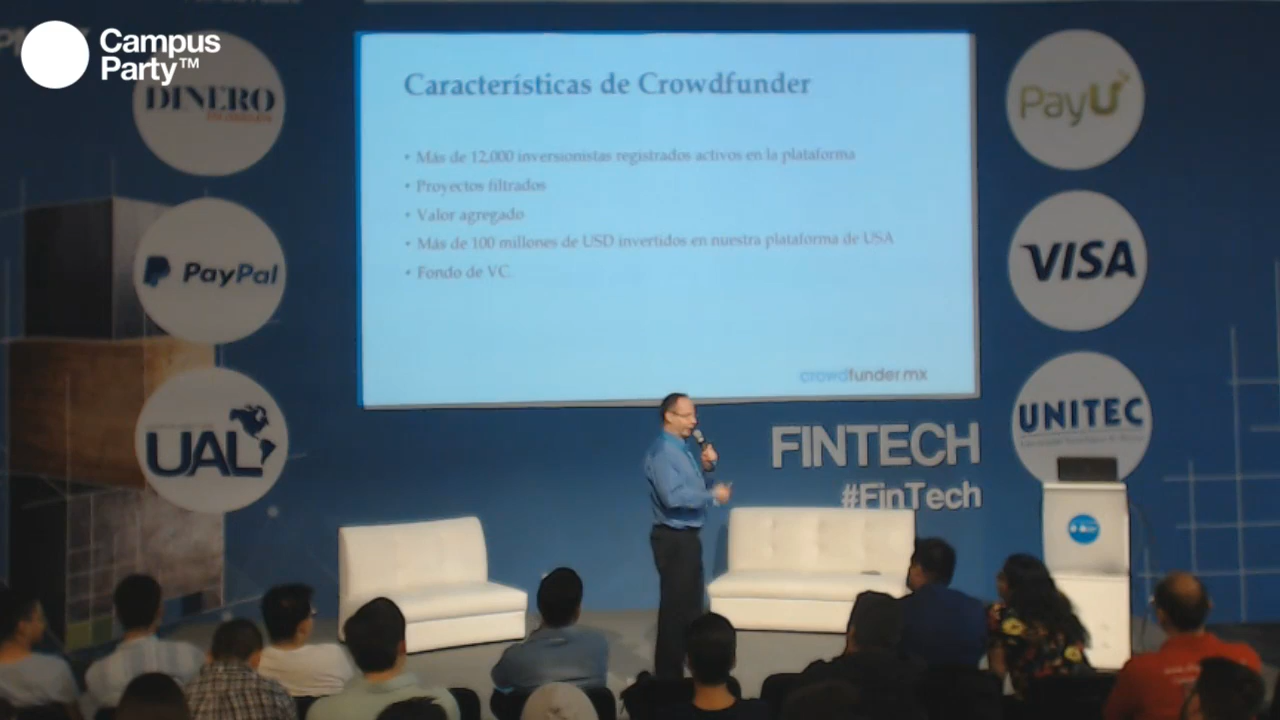 Campus
Party™
DINERO
PayPal
UAL
Características de Crowdfunder
• Más de 12,000 inversionistas registrados activos en la plataforma
• Proyectos filtrados
• Valor agregado
• Más de 100 millones de USD invertidos en nuestra plataforma de USA
• Fondo de VC.
crowdfunder.mx
PayU
VISA
UNITEC
FINTECH
#FinTech